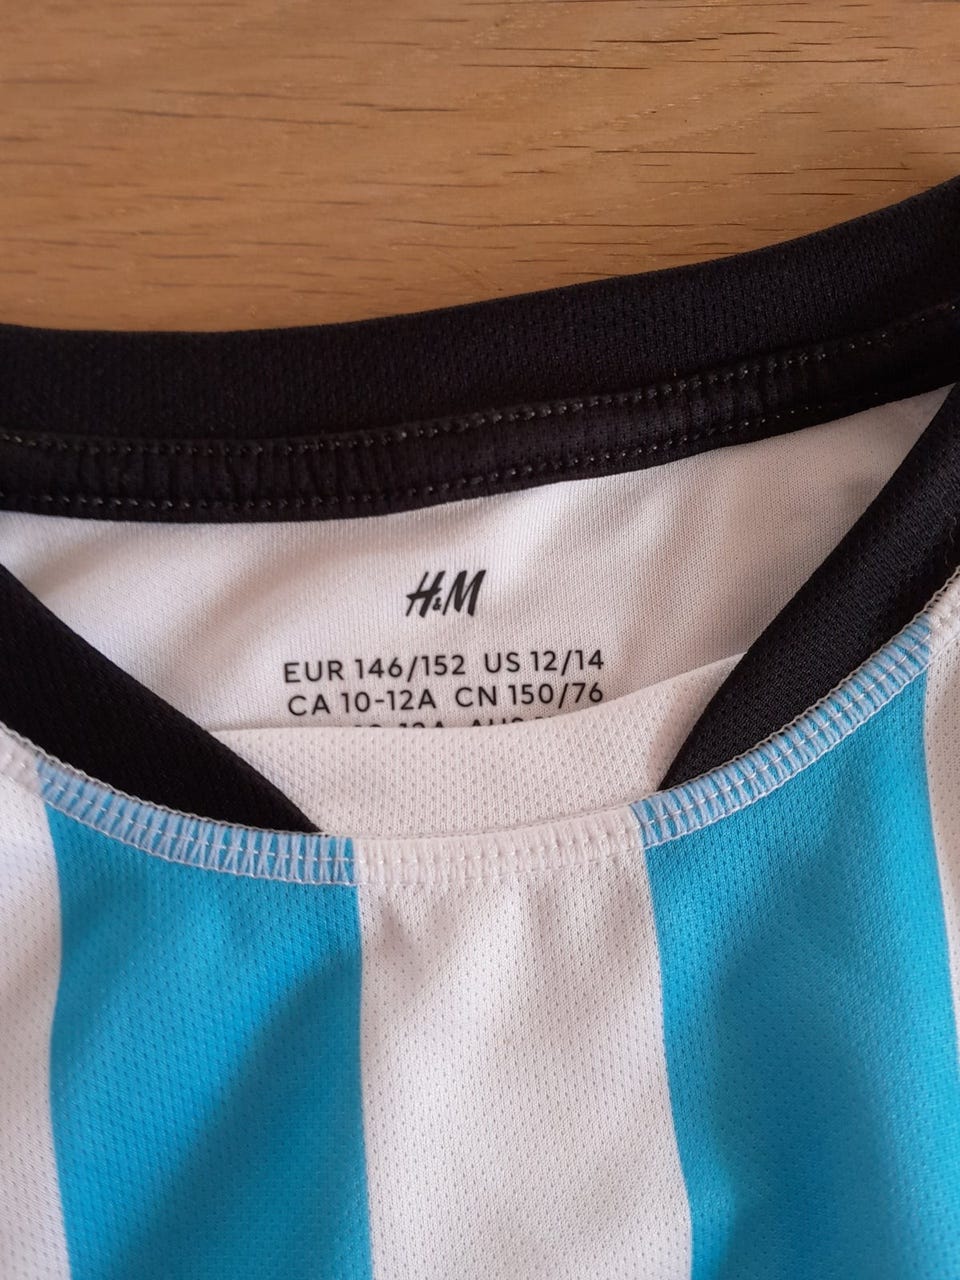 H&M
EUR 146/152 US 12/14
CA 10-12A CN 150/76